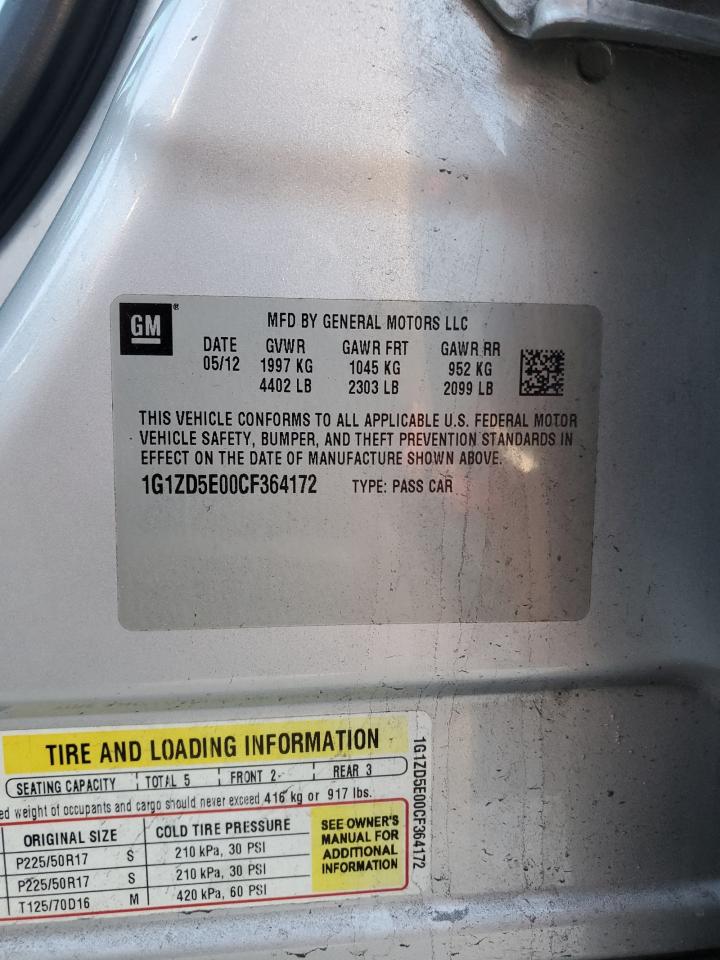 GM ®
MFD BY GENERAL MOTORS LLC
DATE GVWR GAWR FRT GAWR RR
05/12 1997 KG 1045 KG 952 KG
4402 LB 2303 LB 2099 LB
THIS VEHICLE CONFORMS TO ALL APPLICABLE U.S. FEDERAL MOTOR
VEHICLE SAFETY, BUMPER, AND THEFT PREVENTION STANDARDS IN
EFFECT ON THE DATE OF MANUFACTURE SHOWN ABOVE.
1G1ZD5E00CF364172 TYPE: PASS CAR
TIRE AND LOADING INFORMATION
SEATING CAPACITY TOTAL 5 FRONT 2 REAR 3
weight of occupants and cargo should never exceed 416 kg or 917 lbs.
ORIGINAL SIZE COLD TIRE PRESSURE
P225/50R17 S 210 kPa, 30 PSI
P225/50R17 S 210 kPa, 30 PSI
T125/70D16 M 420 kPa, 60 PSI
SEE OWNER'S
MANUAL FOR
ADDITIONAL
INFORMATION
1G1ZD5E00CF364172